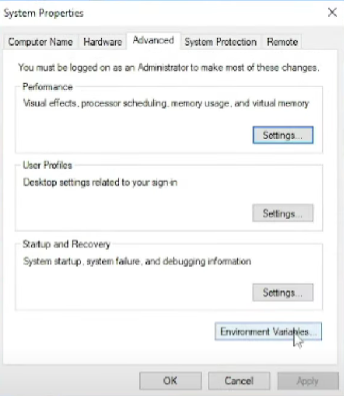 System Properties
Computer Name Hardware Advanced System Protection Remote
You must be logged on as an Administrator to make most of these changes.
Performance
Visual effects, processor scheduling, memory usage, and virtual memory
Settings...
User Profiles
Desktop settings related to your sign-in
Settings...
Startup and Recovery
System startup, system failure, and debugging information
Settings...
Environment Variables...
OK Cancel Apply